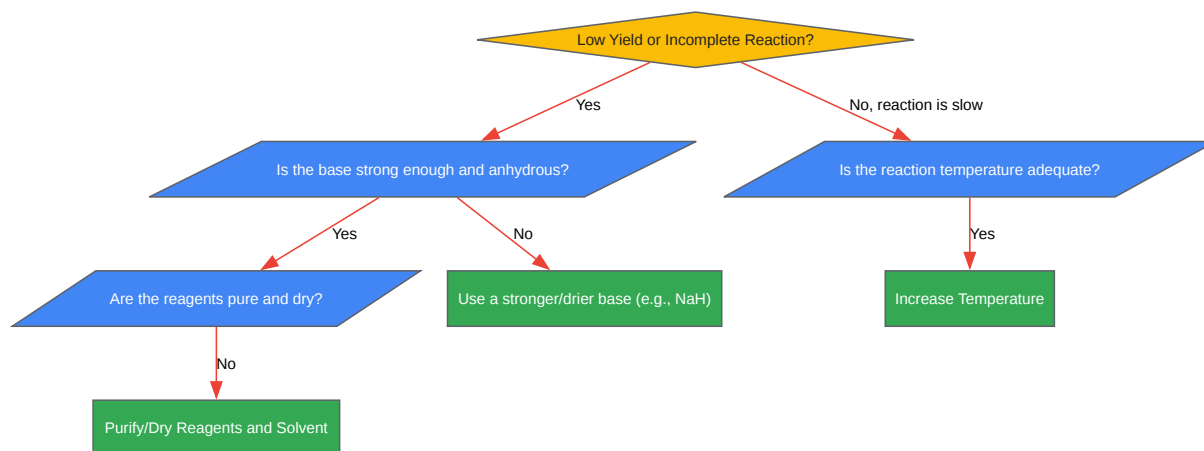 Low Yield or Incomplete Reaction?
Yes
No, reaction is slow
Is the base strong enough and anhydrous?
Is the reaction temperature adequate?
Yes
No
Yes
Are the reagents pure and dry?
Use a stronger/drier base (e.g., NaH)
Increase Temperature
No
Purify/Dry Reagents and Solvent